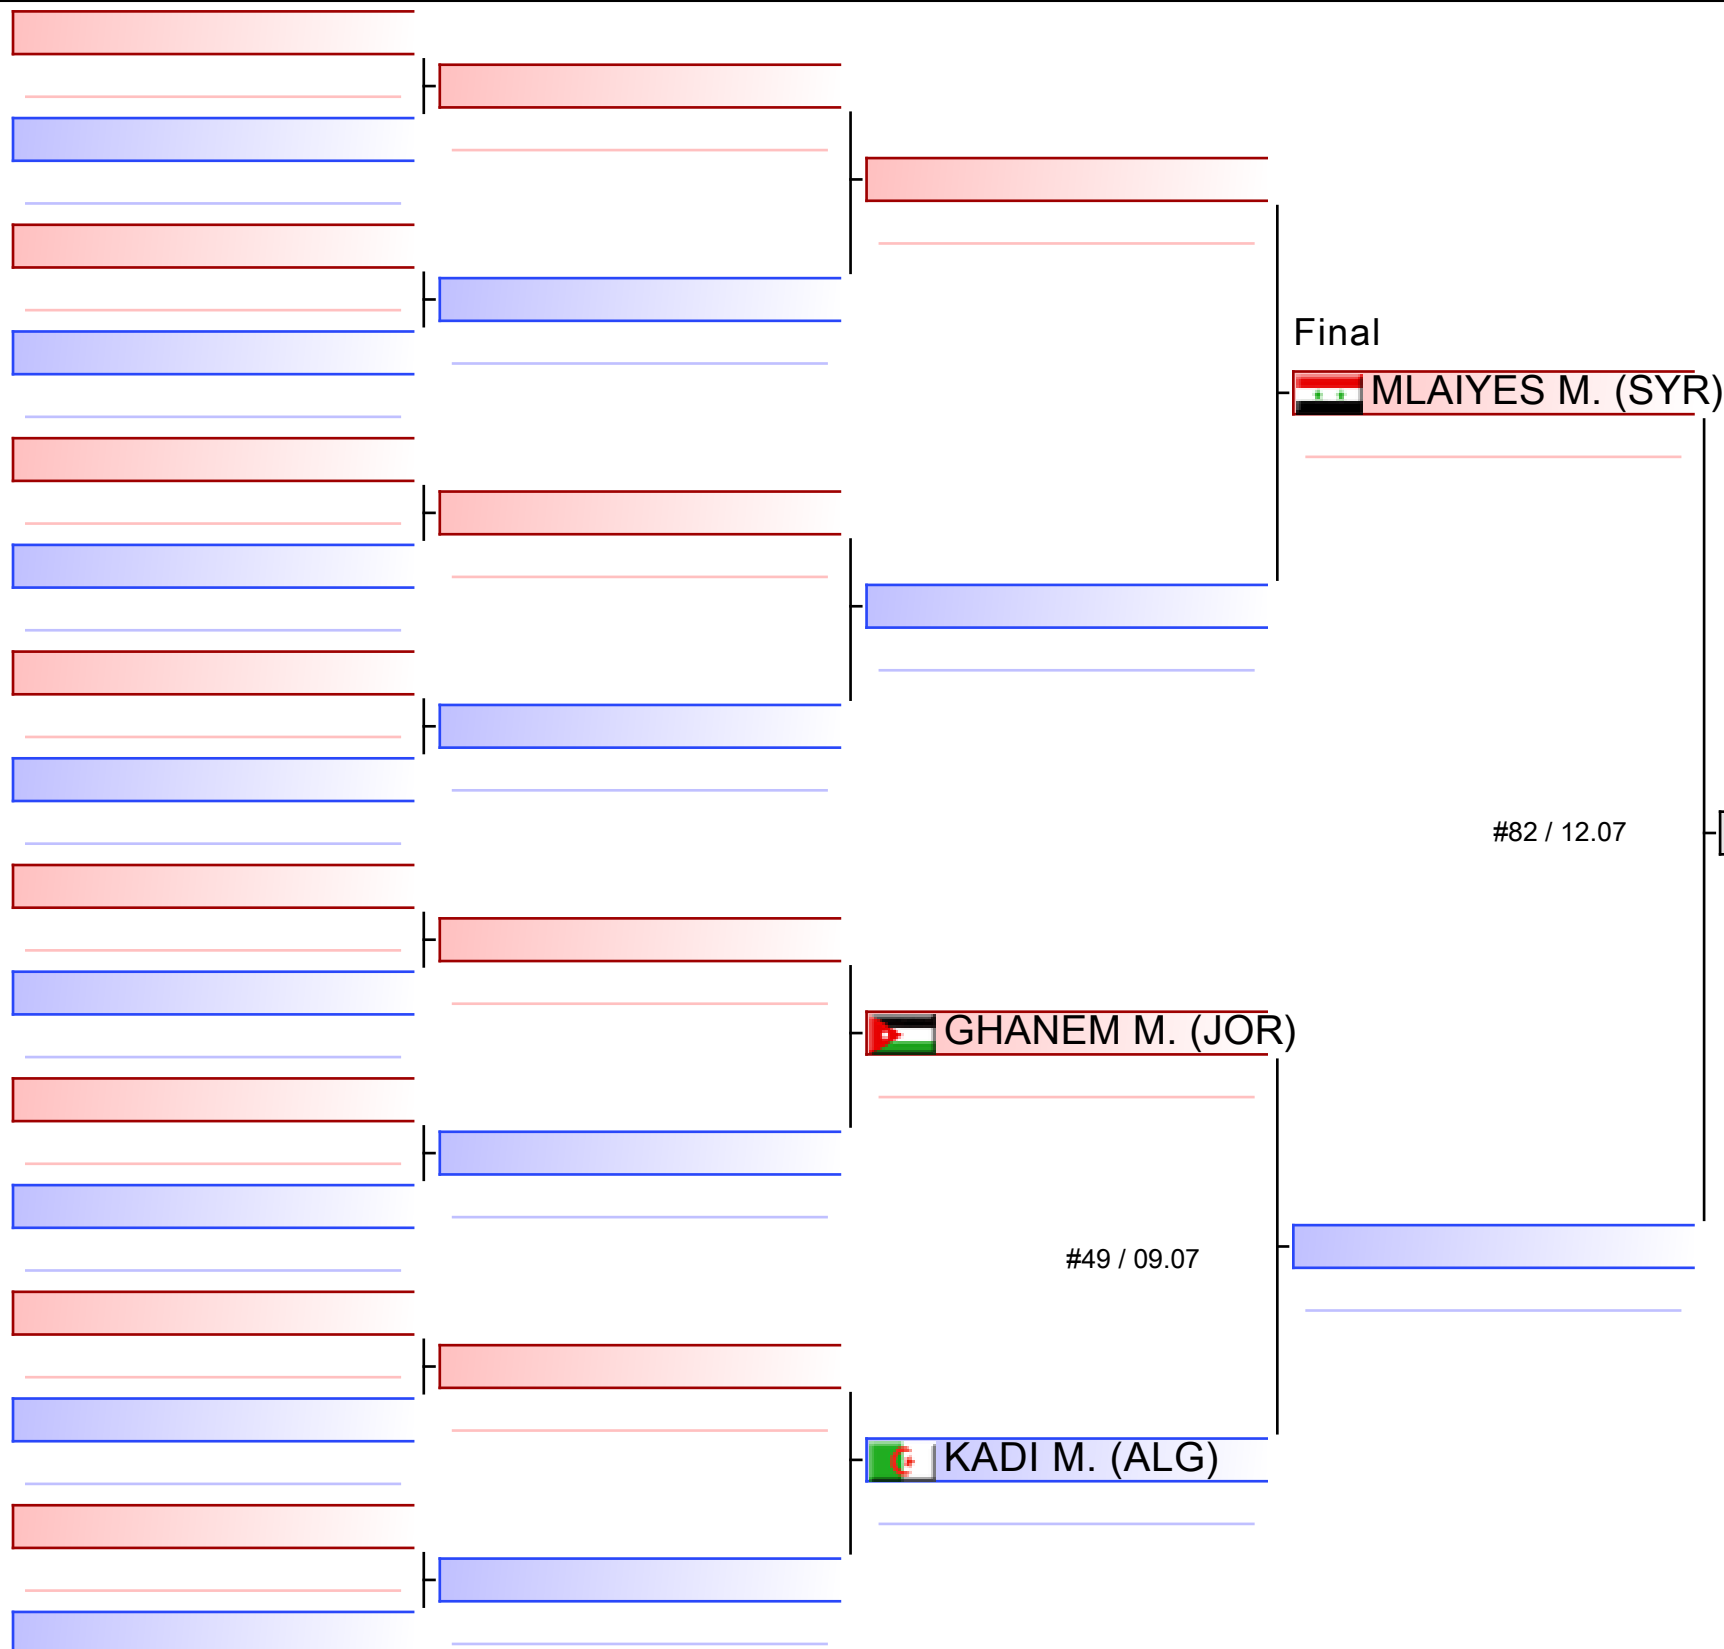 Final
MLAIYES M. (SYR)
#82 / 12.07
GHANEM M. (JOR)
#49 / 09.07
KADI M. (ALG)